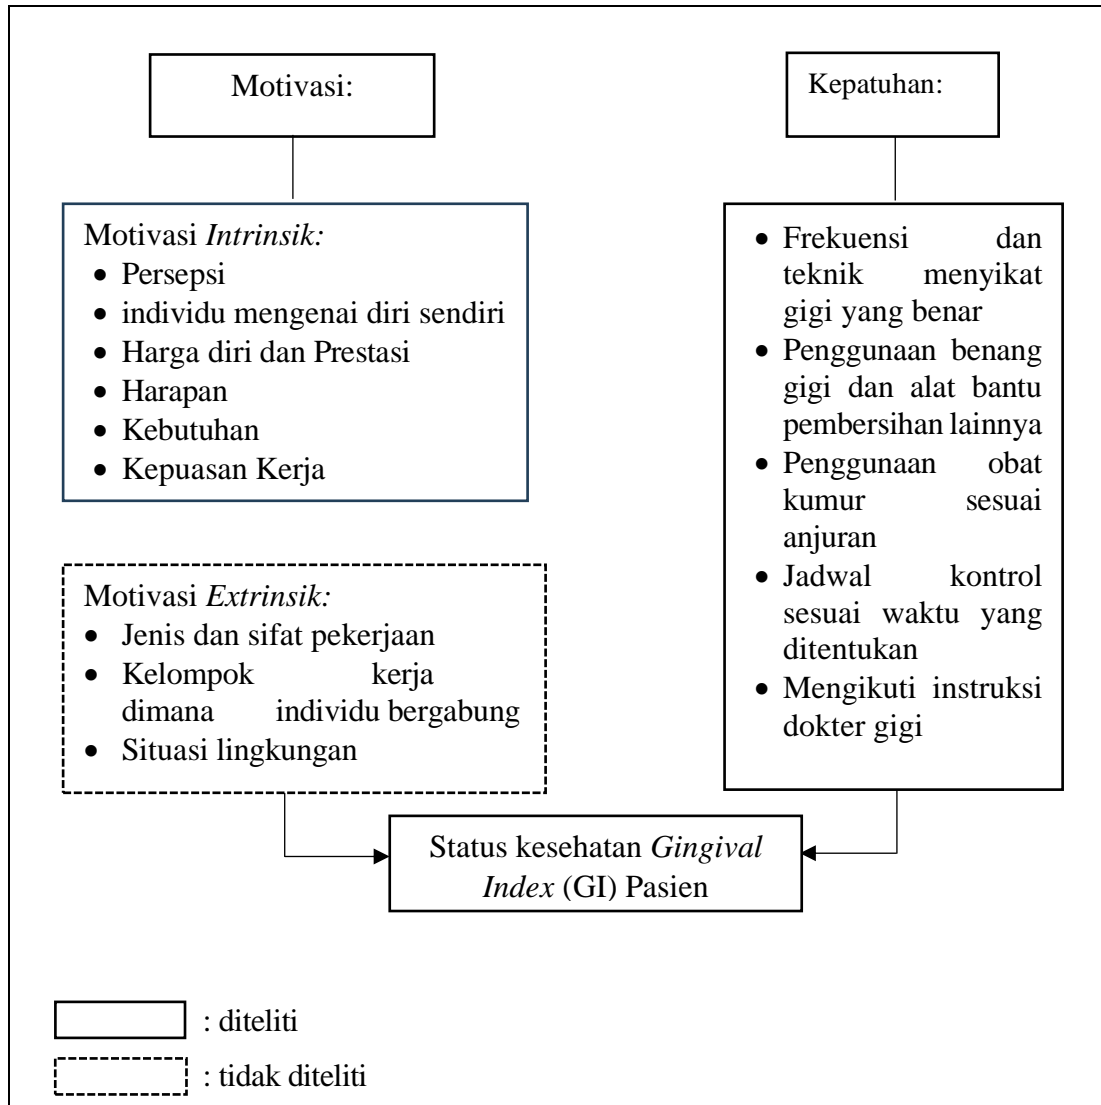 Motivasi:
Motivasi Intrinsik:
• Persepsi
• individu mengenai diri sendiri
• Harga diri dan Prestasi
• Harapan
• Kebutuhan
• Kepuasan Kerja
Motivasi Extrinsik:
• Jenis dan sifat pekerjaan
• Kelompok kerja
dimana individu bergabung
• Situasi lingkungan
Kepatuhan:
• Frekuensi dan
teknik menyikat
gigi yang benar
• Penggunaan benang
gigi dan alat bantu
pembersihan lainnya
• Penggunaan obat
kumur sesuai
anjuran
• Jadwal kontrol
sesuai waktu yang
ditentukan
• Mengikuti instruksi
dokter gigi
Status kesehatan Gingival
Index (GI) Pasien
: diteliti
: tidak diteliti